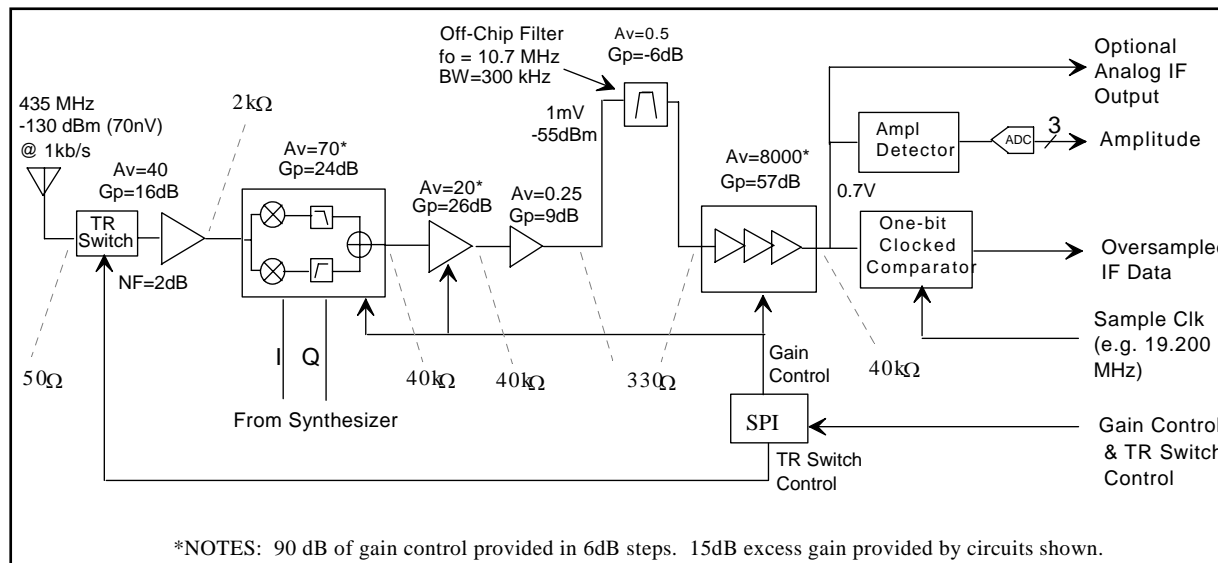 Off-Chip Filter
fo = 10.7 MHz
BW=300 kHz
Av=0.5
Gp=-6dB
Optional
Analog IF
Output
435 MHz
-130 dBm (70nV)
@ 1kb/s
2kΩ
1mV
-55dBm
Ampl
Detector
ADC
3
Amplitude
Av=40
Gp=16dB
Av=70*
Gp=24dB
Av=20*
Gp=26dB
Av=0.25
Gp=9dB
Av=8000*
Gp=57dB
0.7V
TR
Switch
NF=2dB
One-bit
Clocked
Comparator
Oversampled
IF Data
50Ω
I
Q
40kΩ
40kΩ
330Ω
Gain
Control
40kΩ
Sample Clk
(e.g. 19.200
MHz)
From Synthesizer
SPI
Gain Control
& TR Switch
Control
TR Switch
Control
*NOTES: 90 dB of gain control provided in 6dB steps. 15dB excess gain provided by circuits shown.